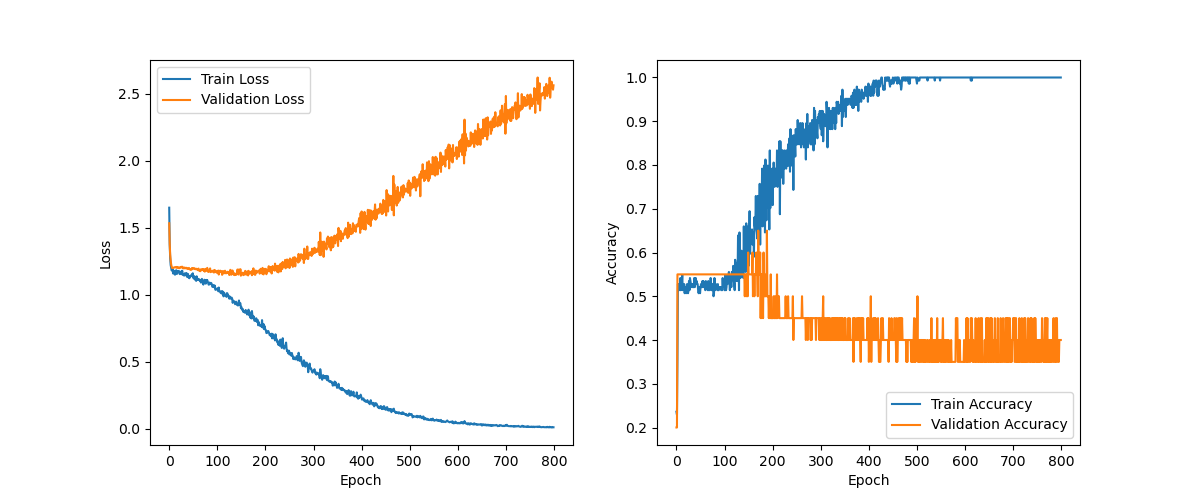 Train Loss
Validation Loss
2.5
2.0
1.5
1.0
0.5
0.0
Loss
0 100 200 300 400 500 600 700 800
Epoch
1.0
0.9
0.8
0.7
0.6
0.5
0.4
0.3
0.2
Accuracy
Train Accuracy
Validation Accuracy
0 100 200 300 400 500 600 700 800
Epoch